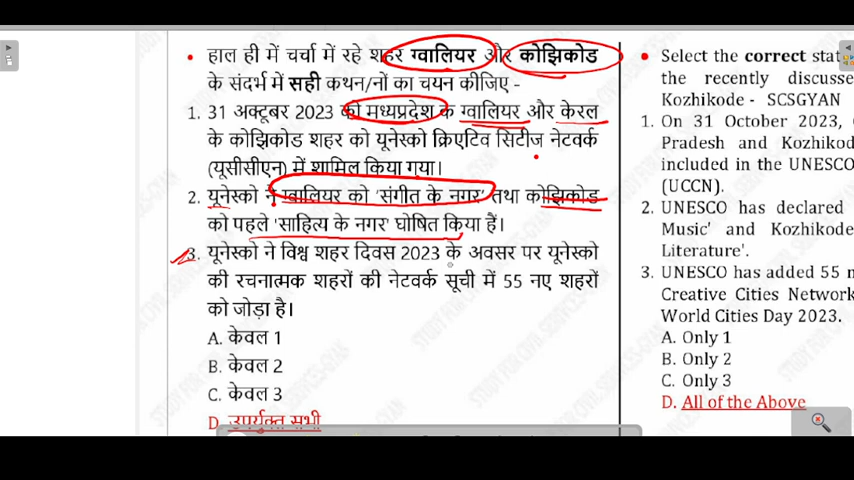 हाल ही में चर्चा में रहे शहर ग्वालियर और कोझिकोड
के संदर्भ में सही कथन/नों का चयन कीजिए -
1. 31 अक्टूबर 2023 को मध्यप्रदेश के ग्वालियर और केरल
के कोझिकोड शहर को यूनेस्को क्रिएटिव सिटीज नेटवर्क
(यूसीसीएन) में शामिल किया गया।
2. यूनेस्को ने ग्वालियर को 'संगीत के नगर' तथा कोझिकोड
को पहले 'साहित्य के नगर' घोषित किया हैं।
3. यूनेस्को ने विश्व शहर दिवस 2023 के अवसर पर यूनेस्को
की रचनात्मक शहरों की नेटवर्क सूची में 55 नए शहरों
को जोड़ा है।
A. केवल 1
B. केवल 2
C. केवल 3
D. उपर्युक्त सभी
Select the correct stat
the recently discusse
Kozhikode - SCSGYAN
1. On 31 October 2023,
Pradesh and Kozhikod
included in the UNESC
(UCCN).
2. UNESCO has declared
Music' and Kozhikode
Literature'.
3. UNESCO has added 55 n
Creative Cities Network
World Cities Day 2023.
A. Only 1
B. Only 2
C. Only 3
D. All of the Above